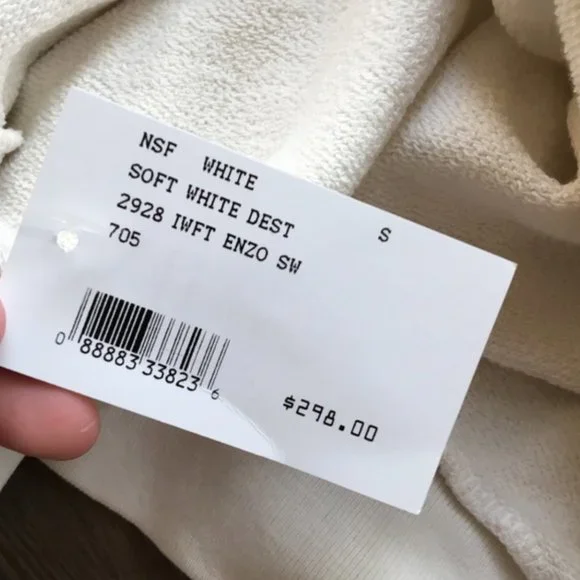 NSF WHITE
SOFT WHITE DEST S
2928 IWFT ENZO SW
705
0 88883 33823 6
$298.00